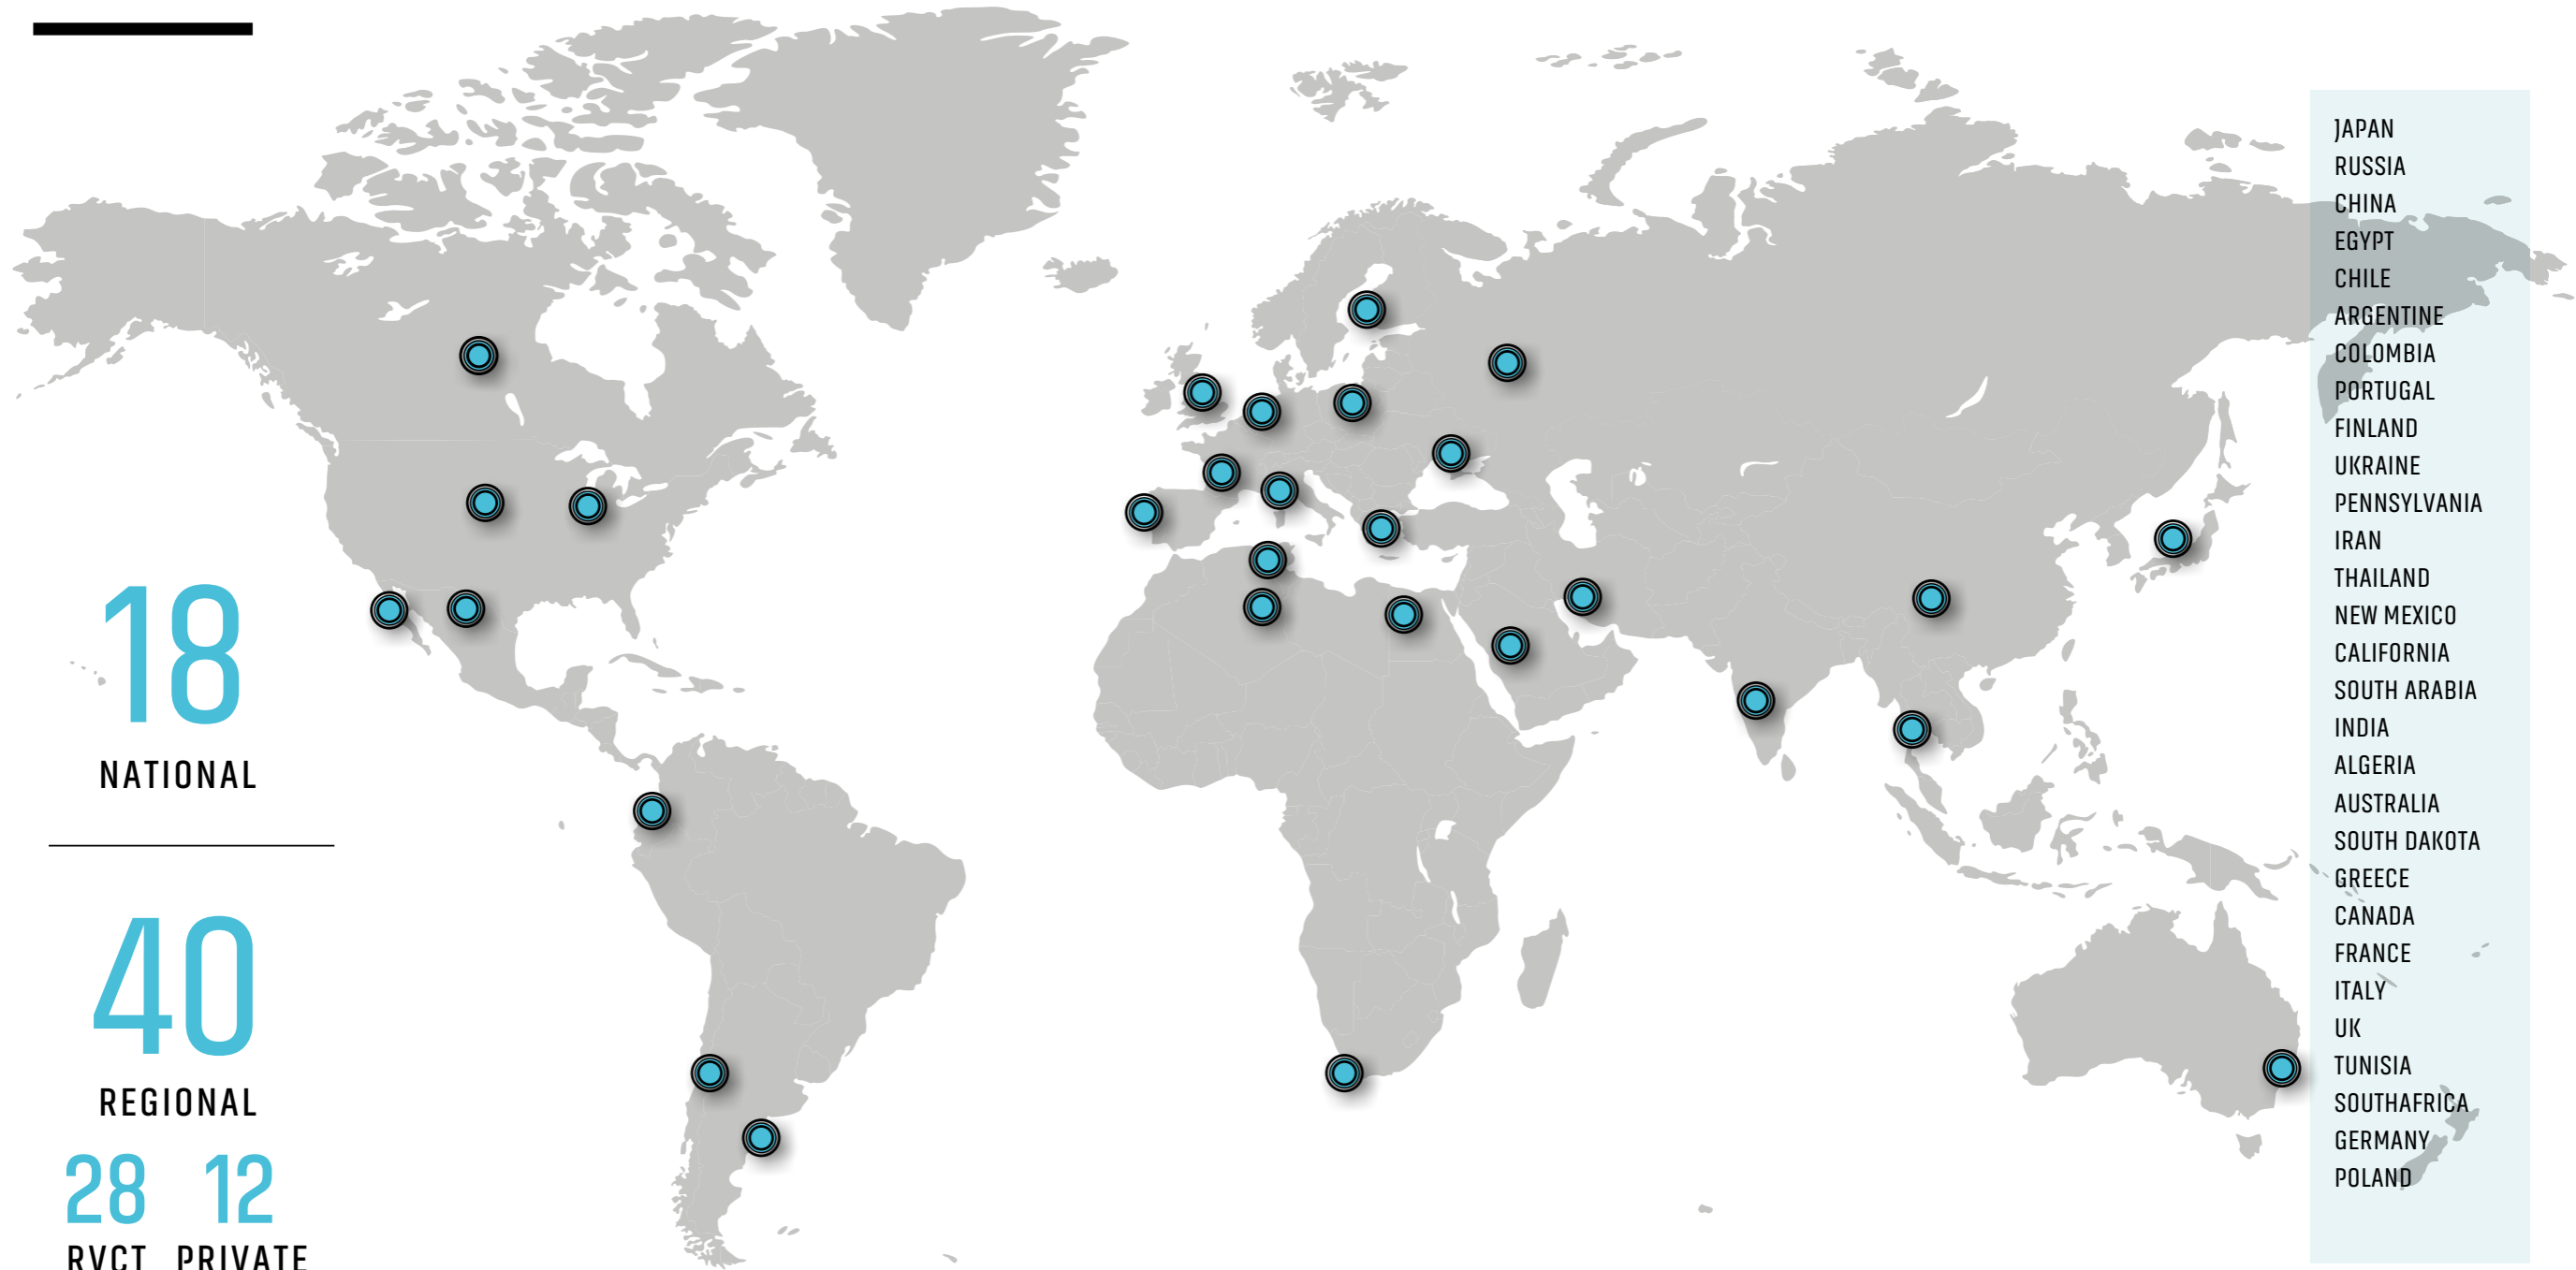 18
NATIONAL
40
REGIONAL
28 12
RVCT PRIVATE
JAPAN
RUSSIA
CHINA
EGYPT
CHILE
ARGENTINE
COLOMBIA
PORTUGAL
FINLAND
UKRAINE
PENNSYLVANIA
IRAN
THAILAND
NEW MEXICO
CALIFORNIA
SOUTH ARABIA
INDIA
ALGERIA
AUSTRALIA
SOUTH DAKOTA
GREECE
CANADA
FRANCE
ITALY
UK
TUNISIA
SOUTHAFRICA
GERMANY
POLAND